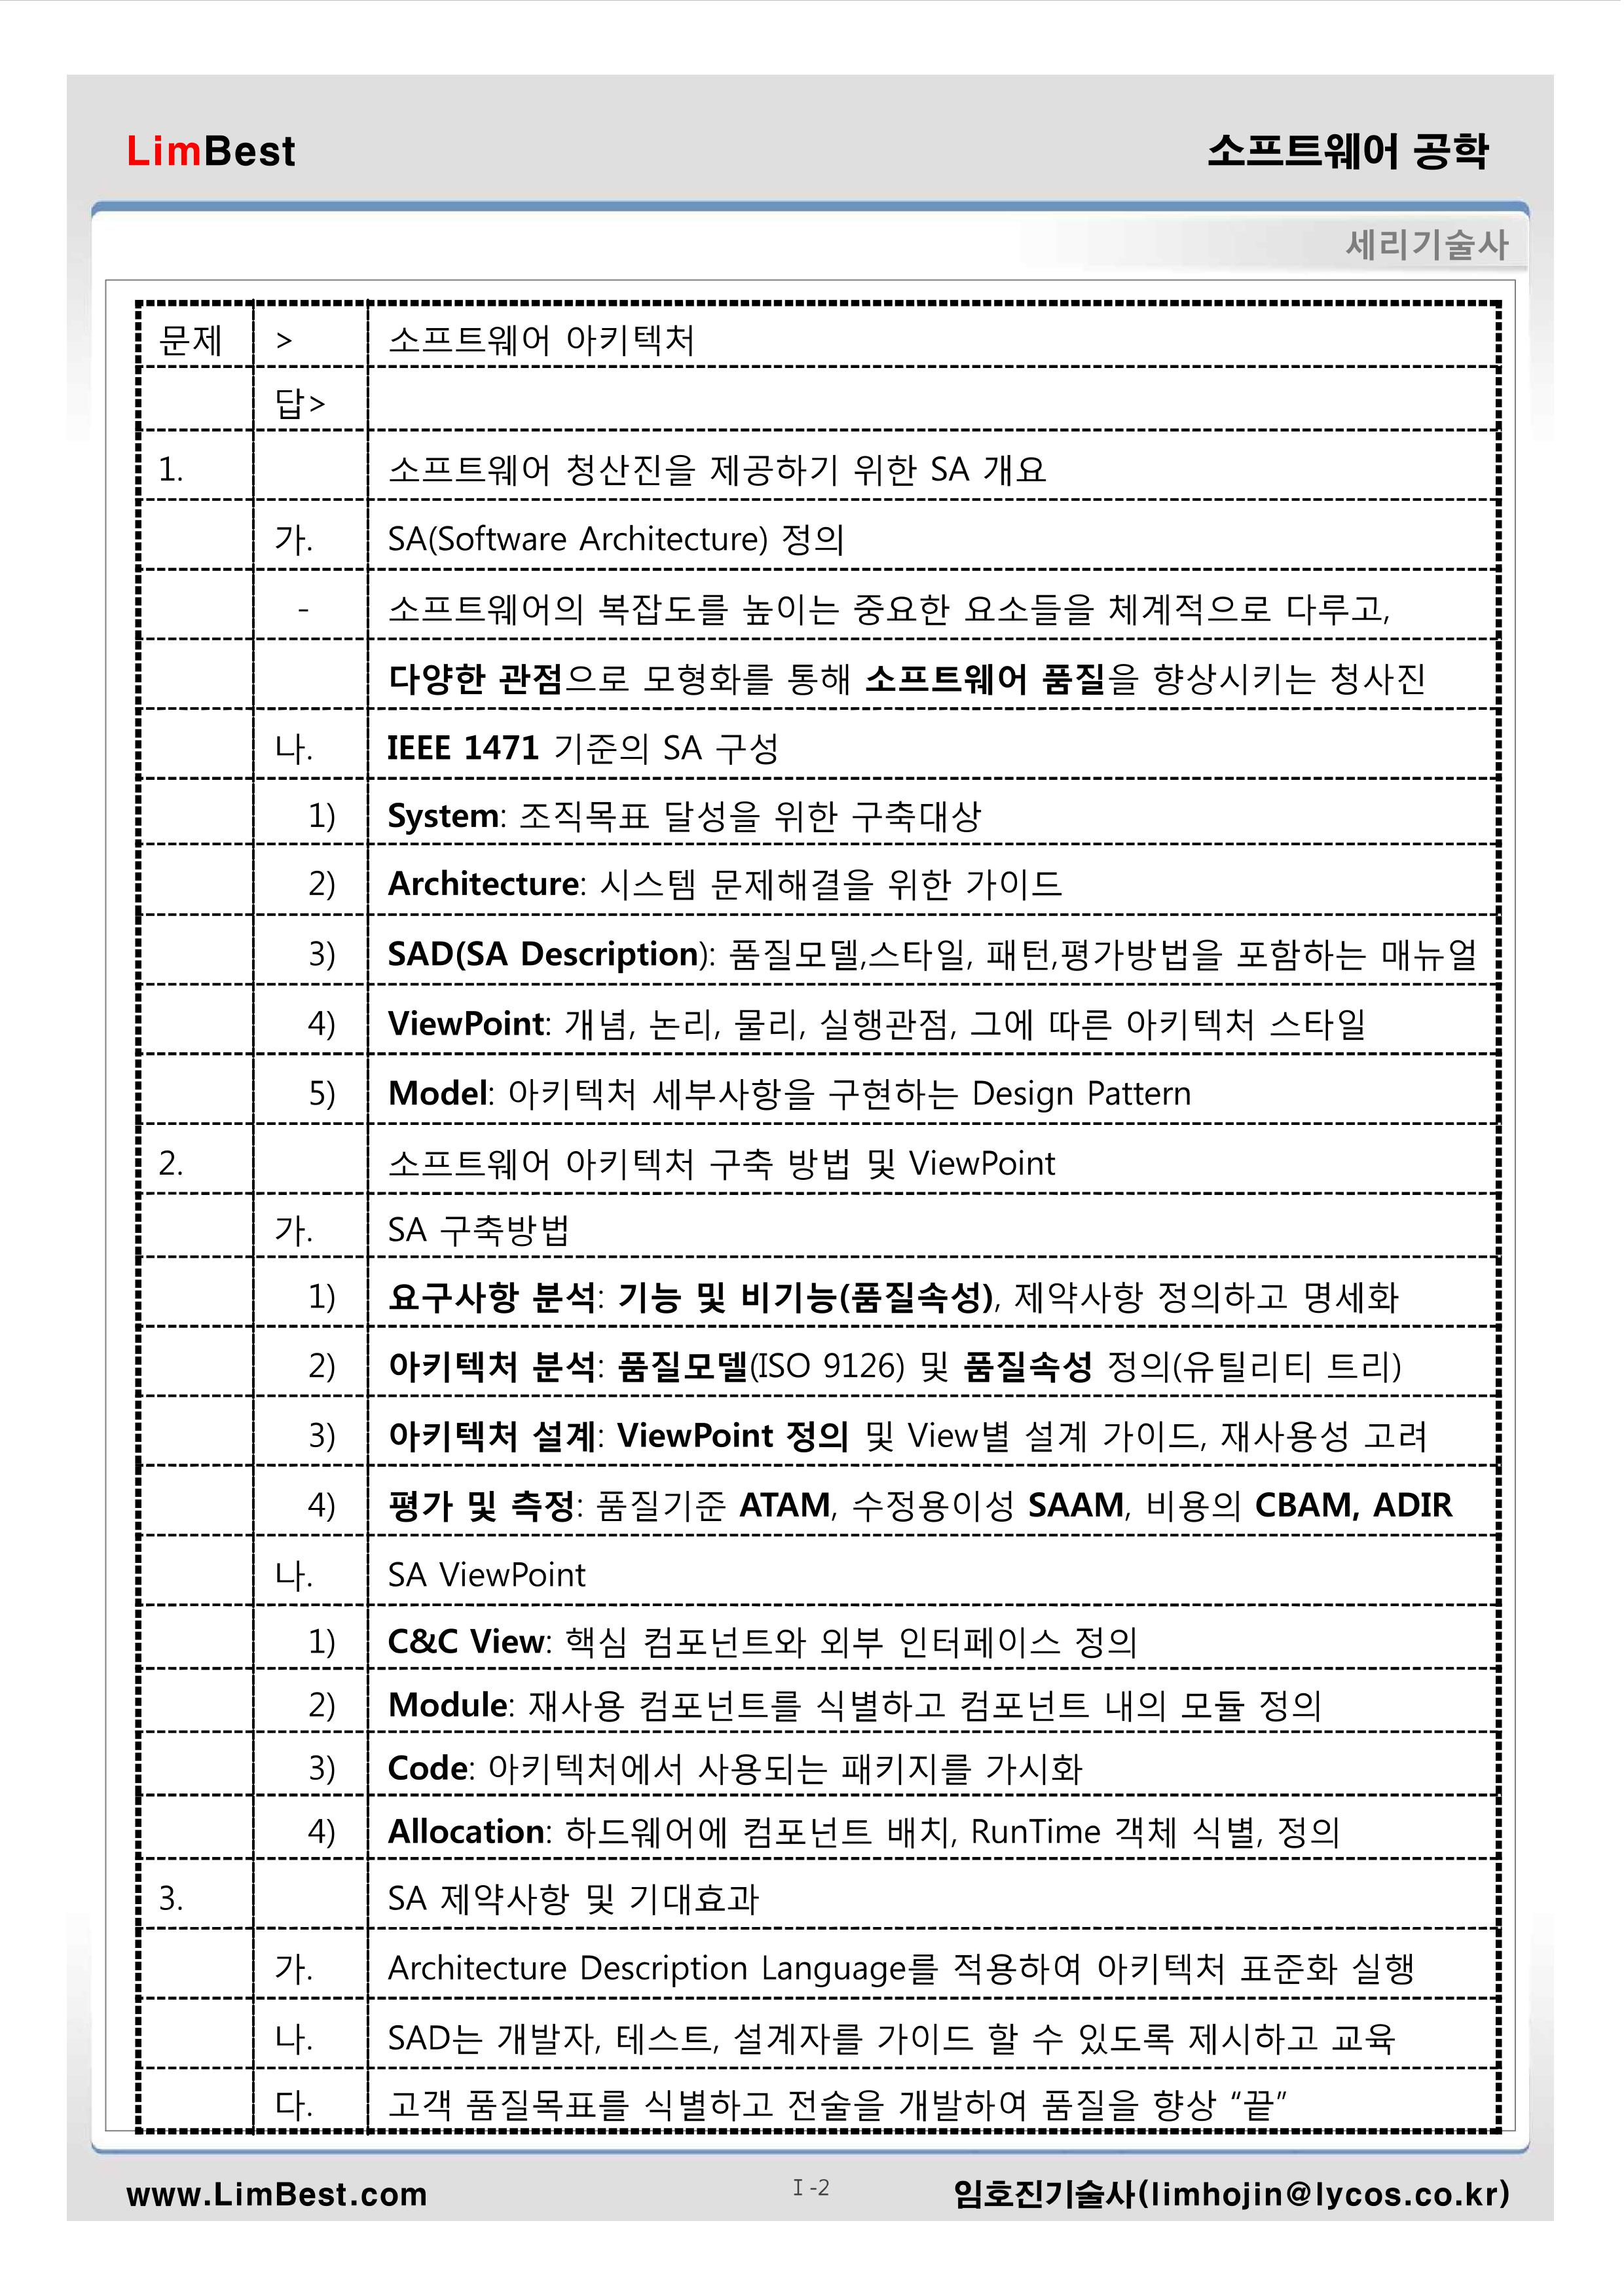 LimBest 소프트웨어 공학
세리기술사
문제 > 소프트웨어 아키텍처
답>
1. 소프트웨어 청산진을 제공하기 위한 SA 개요
가. SA(Software Architecture) 정의
- 소프트웨어의 복잡도를 높이는 중요한 요소들을 체계적으로 다루고,
다양한 관점으로 모형화를 통해 소프트웨어 품질을 향상시키는 청사진
나. IEEE 1471 기준의 SA 구성
1) System: 조직목표 달성을 위한 구축대상
2) Architecture: 시스템 문제해결을 위한 가이드
3) SAD(SA Description): 품질모델,스타일, 패턴,평가방법을 포함하는 매뉴얼
4) ViewPoint: 개념, 논리, 물리, 실행관점, 그에 따른 아키텍처 스타일
5) Model: 아키텍처 세부사항을 구현하는 Design Pattern
2. 소프트웨어 아키텍처 구축 방법 및 ViewPoint
가. SA 구축방법
1) 요구사항 분석: 기능 및 비기능(품질속성), 제약사항 정의하고 명세화
2) 아키텍처 분석: 품질모델(ISO 9126) 및 품질속성 정의(유틸리티 트리)
3) 아키텍처 설계: ViewPoint 정의 및 View별 설계 가이드, 재사용성 고려
4) 평가 및 측정: 품질기준 ATAM, 수정용이성 SAAM, 비용의 CBAM, ADIR
나. SA ViewPoint
1) C&C View: 핵심 컴포넌트와 외부 인터페이스 정의
2) Module: 재사용 컴포넌트를 식별하고 컴포넌트 내의 모듈 정의
3) Code: 아키텍처에서 사용되는 패키지를 가시화
4) Allocation: 하드웨어에 컴포넌트 배치, RunTime 객체 식별, 정의
3. SA 제약사항 및 기대효과
가. Architecture Description Language를 적용하여 아키텍처 표준화 실행
나. SAD는 개발자, 테스트, 설계자를 가이드 할 수 있도록 제시하고 교육
다. 고객 품질목표를 식별하고 전술을 개발하여 품질을 향상 “끝”
www.LimBest.com I -2 임호진기술사(limhojin@lycos.co.kr)